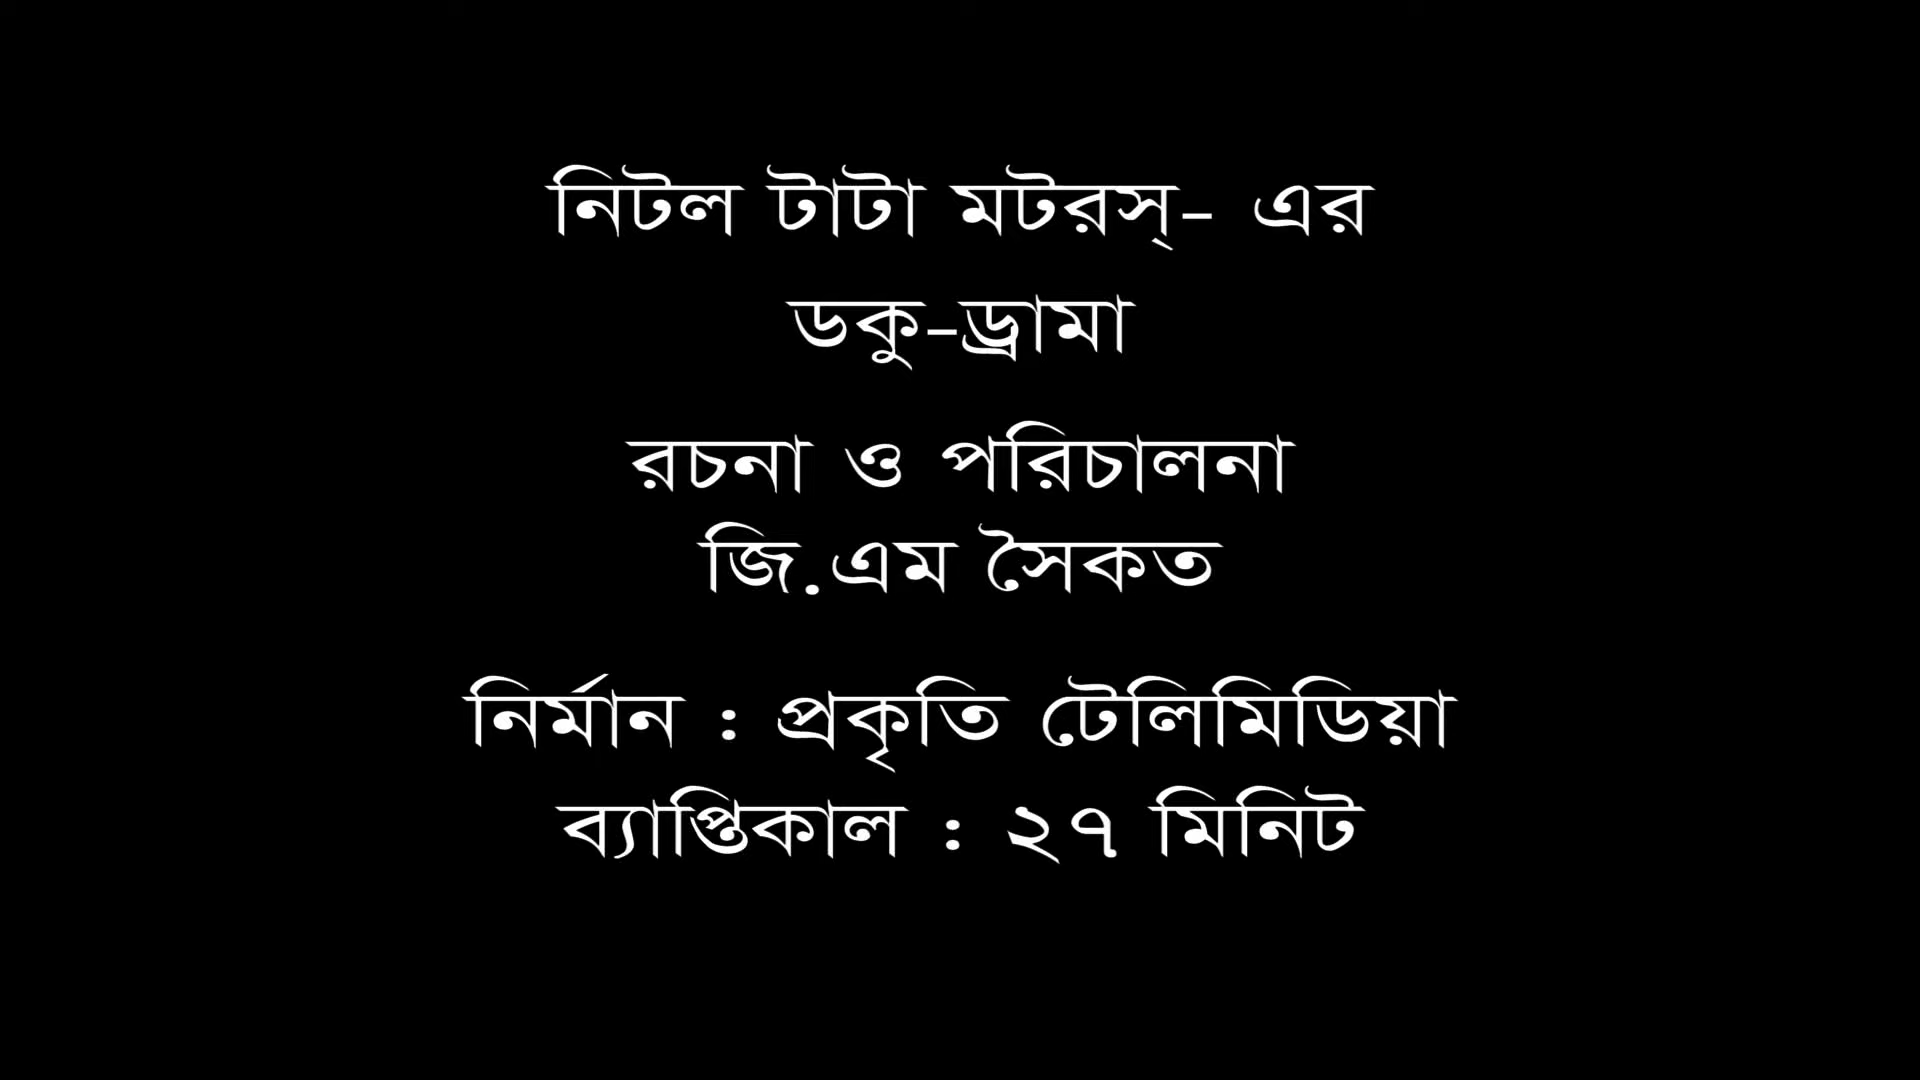 নিটল টাটা মটরস্- এর
ডকু-ড্রামা
রচনা ও পরিচালনা
জি.এম সৈকত
নির্মান : প্রকৃতি টেলিমিডিয়া
ব্যাপ্তিকাল : ২৭ মিনিট